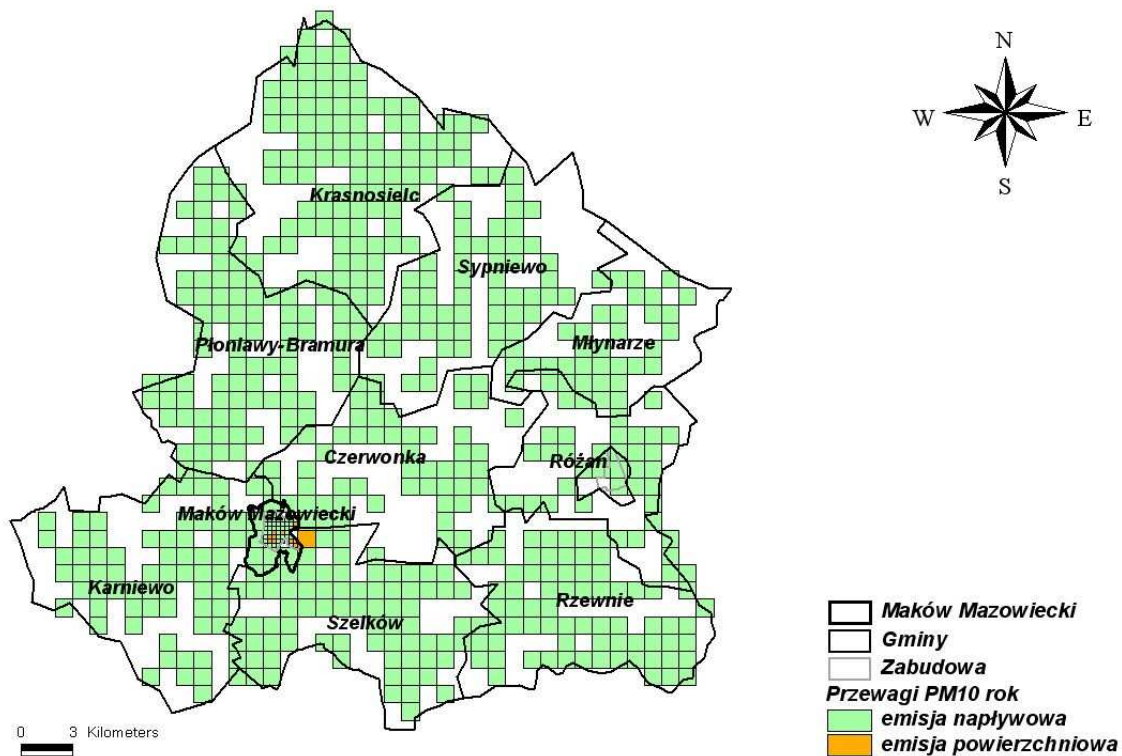 N
W E
S
Krasnosielc
Sypniewo
Płoniawy-Bramura
Młynarze
Czerwonka
Różan
Maków Mazowiecki
Karniewo
Szelków
Rzewnie
Maków Mazowiecki
Gminy
Zabudowa
Przewagi PM10 rok
emisja napływowa
emisja powierzchniowa
0 3 Kilometers